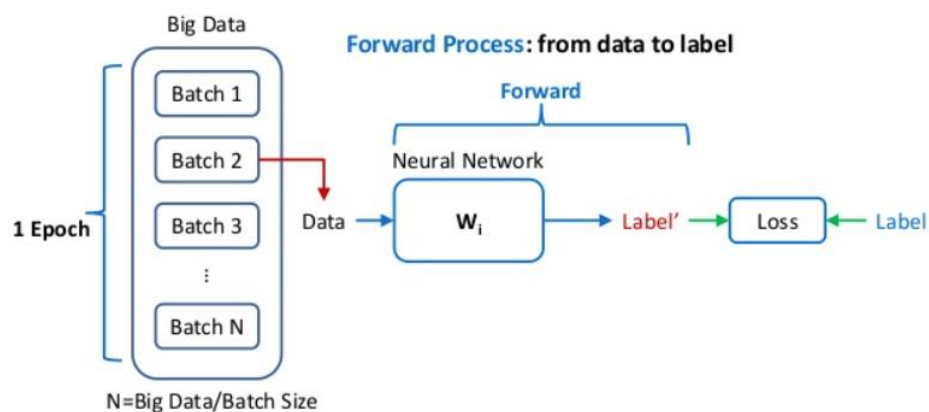 Big Data
Forward Process: from data to label
Batch 1
Forward
Batch 2
Neural Network
1 Epoch
Batch 3
Data
Wi
Label’
Loss
Label
⋮
Batch N
N=Big Data/Batch Size